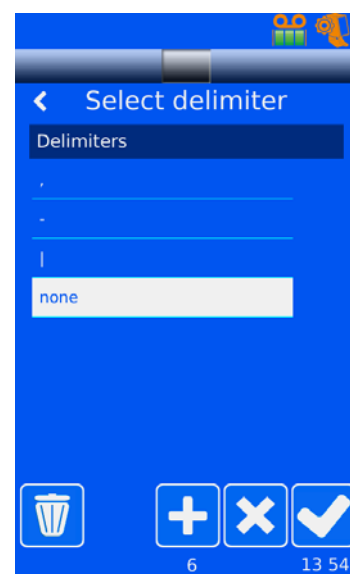 Select delimiter
Delimiters
,
-
|
none
6
13 54